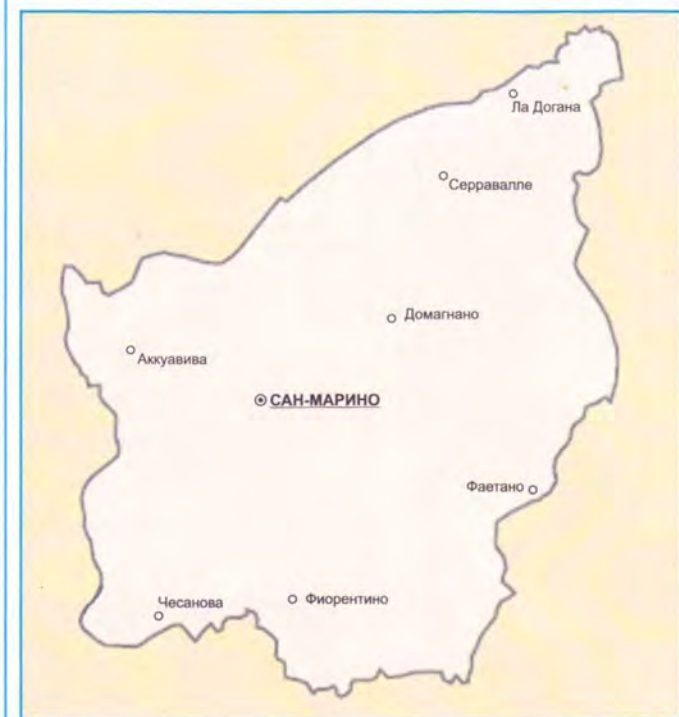 Ла Догана
Серравалле
Домагнано
Аккуавива
САН-МАРИНО
Фаетано
Чесанова
Фиорентино